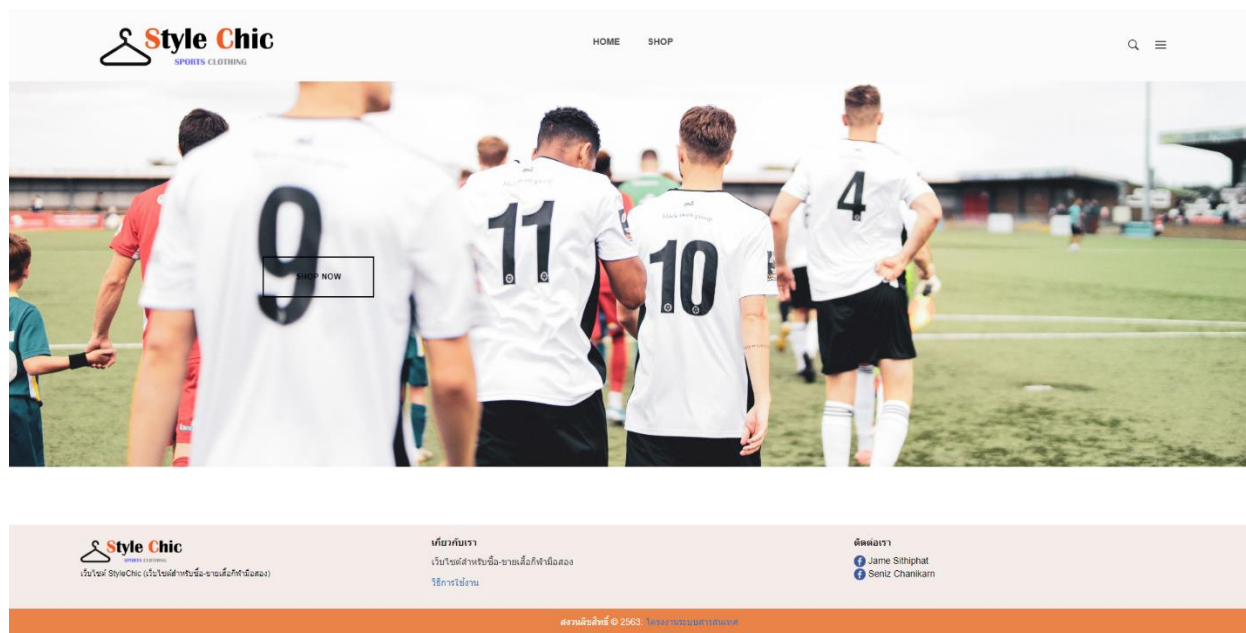 Style Chic
SPORTS CLOTHING
HOME SHOP
9
11
10
4
SHOP NOW
Style Chic
SPORTS CLOTHING
เว็บไซต์ StyleChic (เว็บไซต์สำหรับซื้อ-ขายเสื้อกีฬามือสอง)
เกี่ยวกับเรา
เว็บไซต์สำหรับซื้อ-ขายเสื้อกีฬามือสอง
วิธีการใช้งาน
ติดต่อเรา
Jame Sithiphat
Seniz Chanikarn
สงวนลิขสิทธิ์ © 2563: โครงงานระบบสารสนเทศ